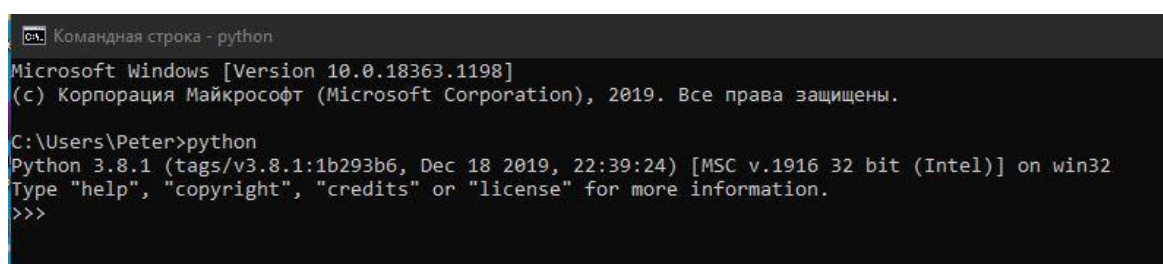 Командная строка - python
Microsoft Windows [Version 10.0.18363.1198]
(c) Корпорация Майкрософт (Microsoft Corporation), 2019. Все права защищены.
C:\Users\Peter>python
Python 3.8.1 (tags/v3.8.1:1b293b6, Dec 18 2019, 22:39:24) [MSC v.1916 32 bit (Intel)] on win32
Type "help", "copyright", "credits" or "license" for more information.
>>>